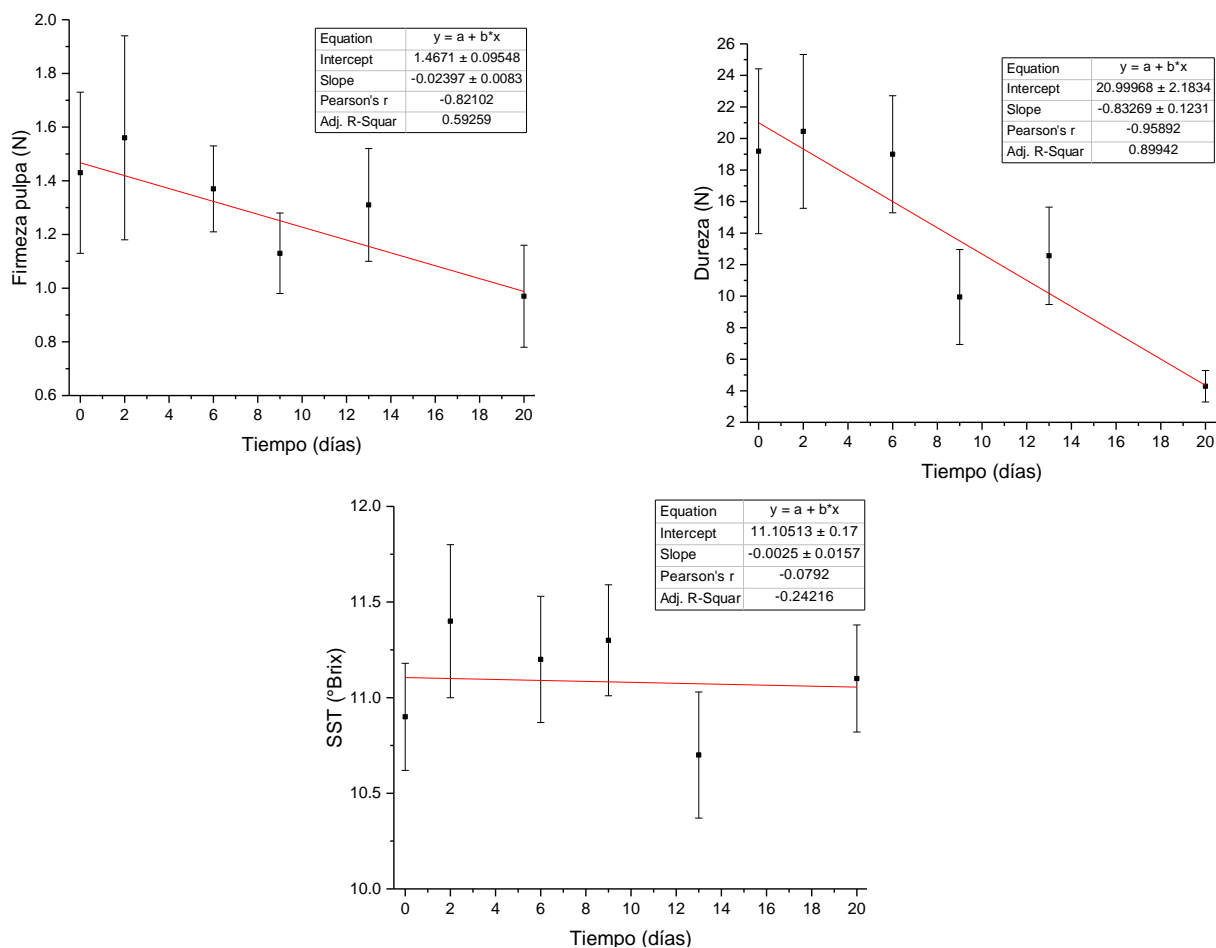 Equation y = a + b*x
Intercept 1.4671 ± 0.09548
Slope -0.02397 ± 0.0083
Pearson's r -0.82102
Adj. R-Squar 0.59259
2.0
1.8
1.6
1.4
1.2
1.0
0.8
0.6
Firmeza pulpa (N)
0 2 4 6 8 10 12 14 16 18 20
Tiempo (días)
Equation y = a + b*x
Intercept 20.99968 ± 2.1834
Slope -0.83269 ± 0.1231
Pearson's r -0.95892
Adj. R-Squar 0.89942
26
24
22
20
18
16
14
12
10
8
6
4
2
Dureza (N)
0 2 4 6 8 10 12 14 16 18 20
Tiempo (días)
Equation y = a + b*x
Intercept 11.10513 ± 0.17
Slope -0.0025 ± 0.0157
Pearson's r -0.0792
Adj. R-Squar -0.24216
12.0
11.5
11.0
10.5
10.0
SST (°Brix)
0 2 4 6 8 10 12 14 16 18 20
Tiempo (días)